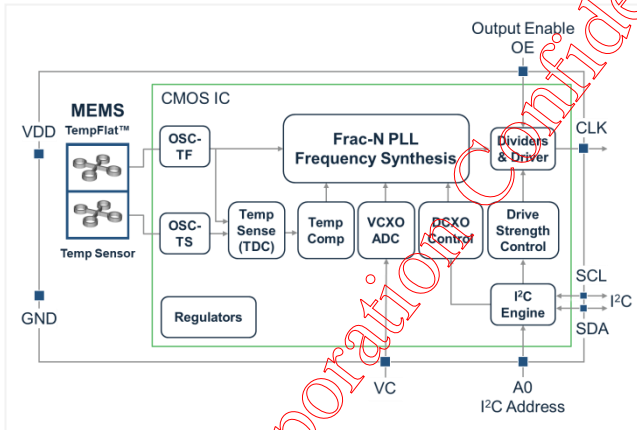 Output Enable
OE
CMOS IC
MEMS
TempFlat™
VDD
OSC-
TF
Frac-N PLL
Frequency Synthesis
Dividers
& Driver
CLK
Temp Sensor
OSC-
TS
Temp
Sense
(TDC)
Temp
Comp
VCXO
ADC
DCXO
Control
Drive
Strength
Control
GND
Regulators
I²C
Engine
SCL
I²C
SDA
VC
A0
I²C Address
poration Confide